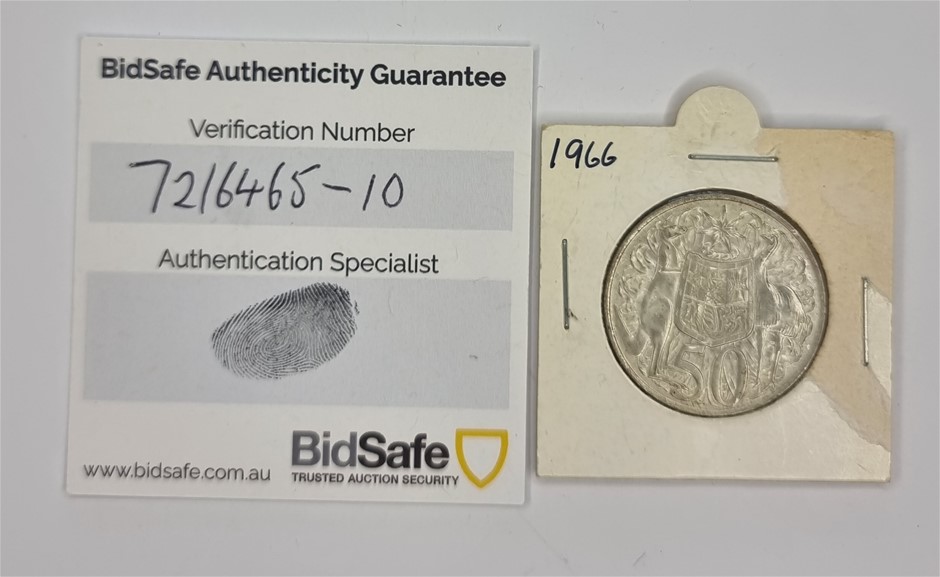 BidSafe Authenticity Guarantee
Verification Number
7216465-10
Authentication Specialist
www.bidsafe.com.au
BidSafe
TRUSTED AUCTION SECURITY
1966
50